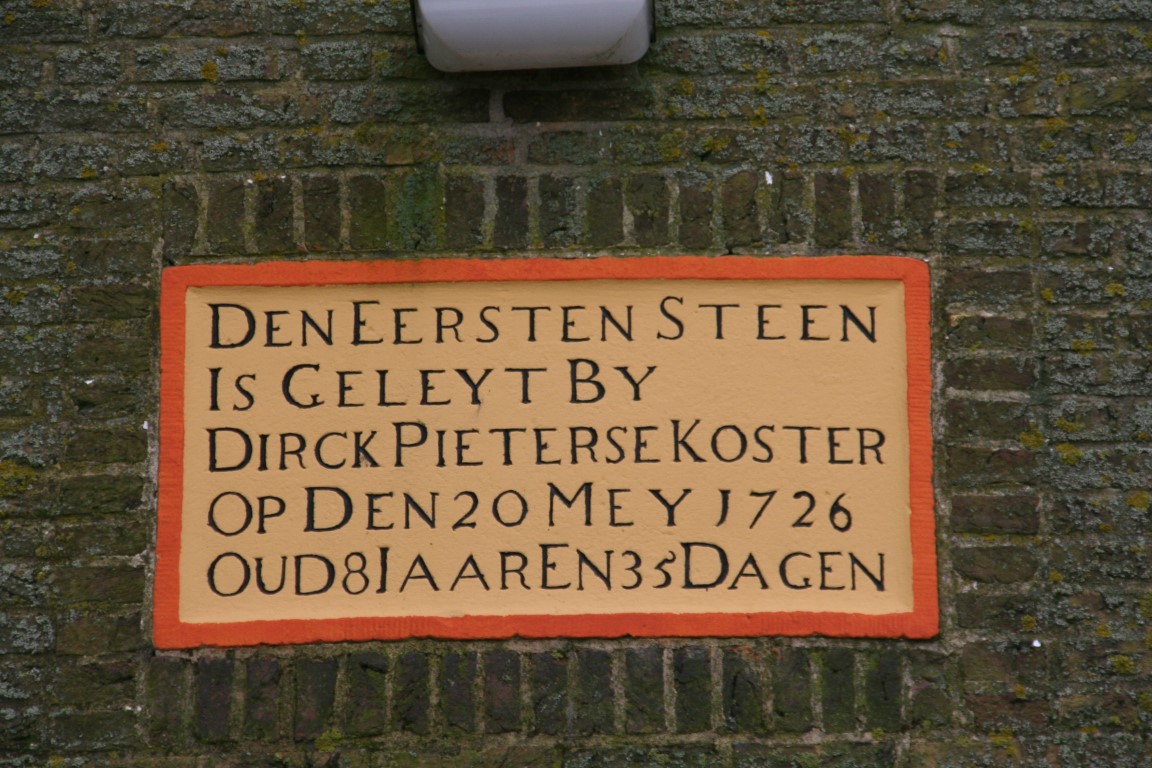 DEN EERSTEN STEEN
IS GELEYT BY
DIRCK PIETERSE KOSTER
OP DEN 20 MEY 1726
OUD 8 IAAR EN 35 DAGEN